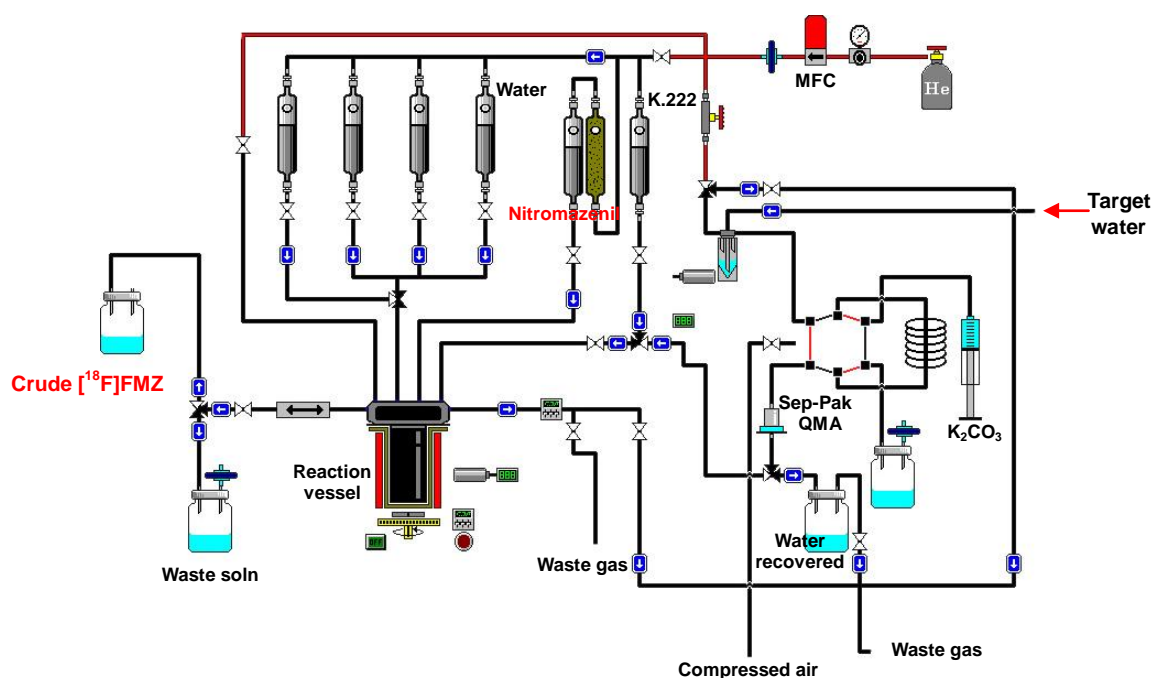 MFC
He
Water
K.222
Nitromazenil
Target
water
Crude [¹⁸F]FMZ
Sep-Pak
QMA
K₂CO₃
Reaction
vessel
OFF
Waste soln
Waste gas
Water
recovered
Waste gas
Compressed air